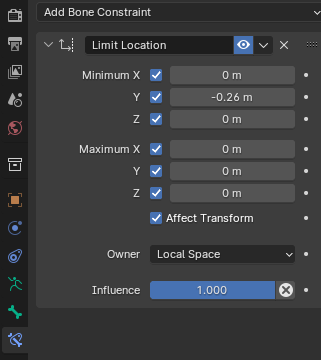 Add Bone Constraint
Limit Location
Minimum X 0 m
Y -0.26 m
Z 0 m
Maximum X 0 m
Y 0 m
Z 0 m
Affect Transform
Owner Local Space
Influence 1.000